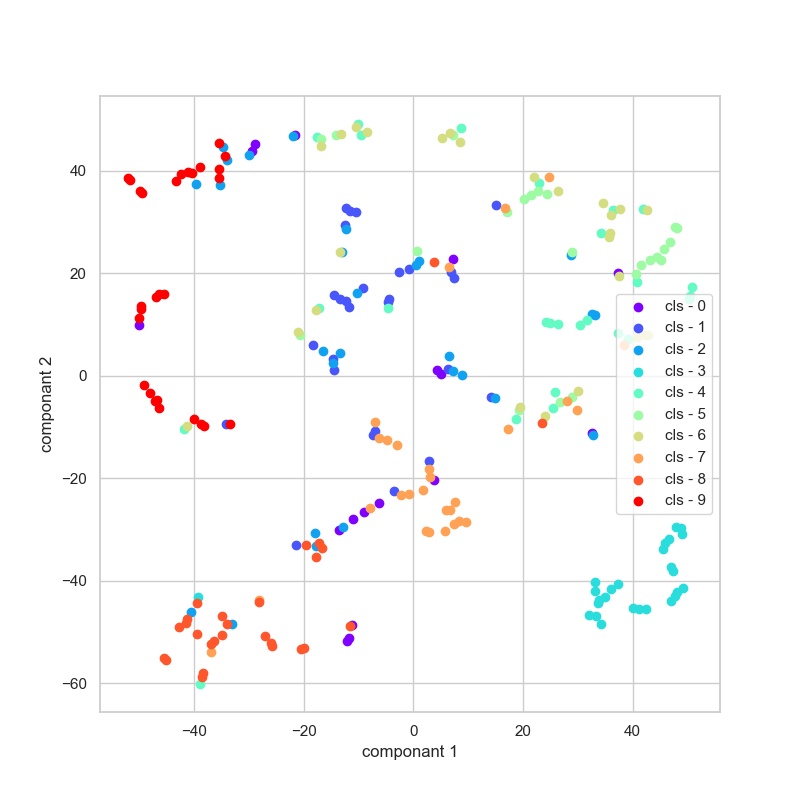 componant 2
40
20
0
−20
−40
−60
cls - 0
cls - 1
cls - 2
cls - 3
cls - 4
cls - 5
cls - 6
cls - 7
cls - 8
cls - 9
−40 −20 0 20 40
componant 1